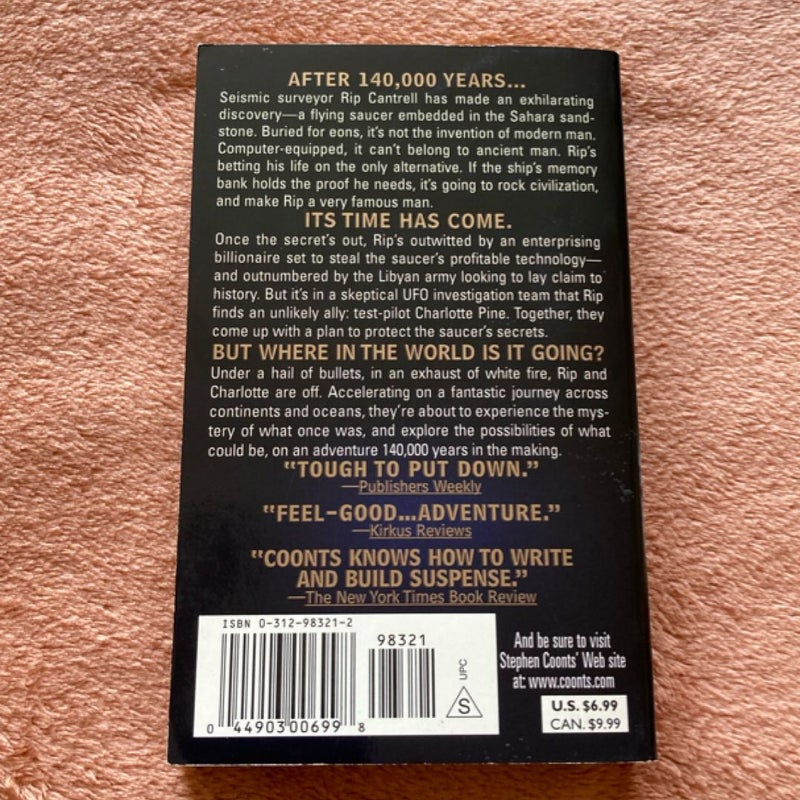 AFTER 140,000 YEARS...
Seismic surveyor Rip Cantrell has made an exhilarating
discovery—a flying saucer embedded in the Sahara sand-
stone. Buried for eons, it's not the invention of modern man.
Computer-equipped, it can't belong to ancient man. Rip's
betting his life on the only alternative. If the ship's memory
bank holds the proof he needs, it's going to rock civilization,
and make Rip a very famous man.
ITS TIME HAS COME.
Once the secret's out, Rip's outwitted by an enterprising
billionaire set to steal the saucer's profitable technology—
and outnumbered by the Libyan army looking to lay claim to
history. But it's in a skeptical UFO investigation team that Rip
finds an unlikely ally: test-pilot Charlotte Pine. Together, they
come up with a plan to protect the saucer's secrets.
BUT WHERE IN THE WORLD IS IT GOING?
Under a hail of bullets, in an exhaust of white fire, Rip and
Charlotte are off. Accelerating on a fantastic journey across
continents and oceans, they're about to experience the mys-
tery of what once was, and explore the possibilities of what
could be, on an adventure 140,000 years in the making.
"TOUGH TO PUT DOWN."
—Publishers Weekly
"FEEL-GOOD...ADVENTURE."
—Kirkus Reviews
"COONTS KNOWS HOW TO WRITE
AND BUILD SUSPENSE."
—The New York Times Book Review
ISBN 0-312-98321-2
98321
UPC
S
0 44903 00699 8
And be sure to visit
Stephen Coonts' Web site
at: www.coonts.com
U.S. $6.99
CAN. $9.99